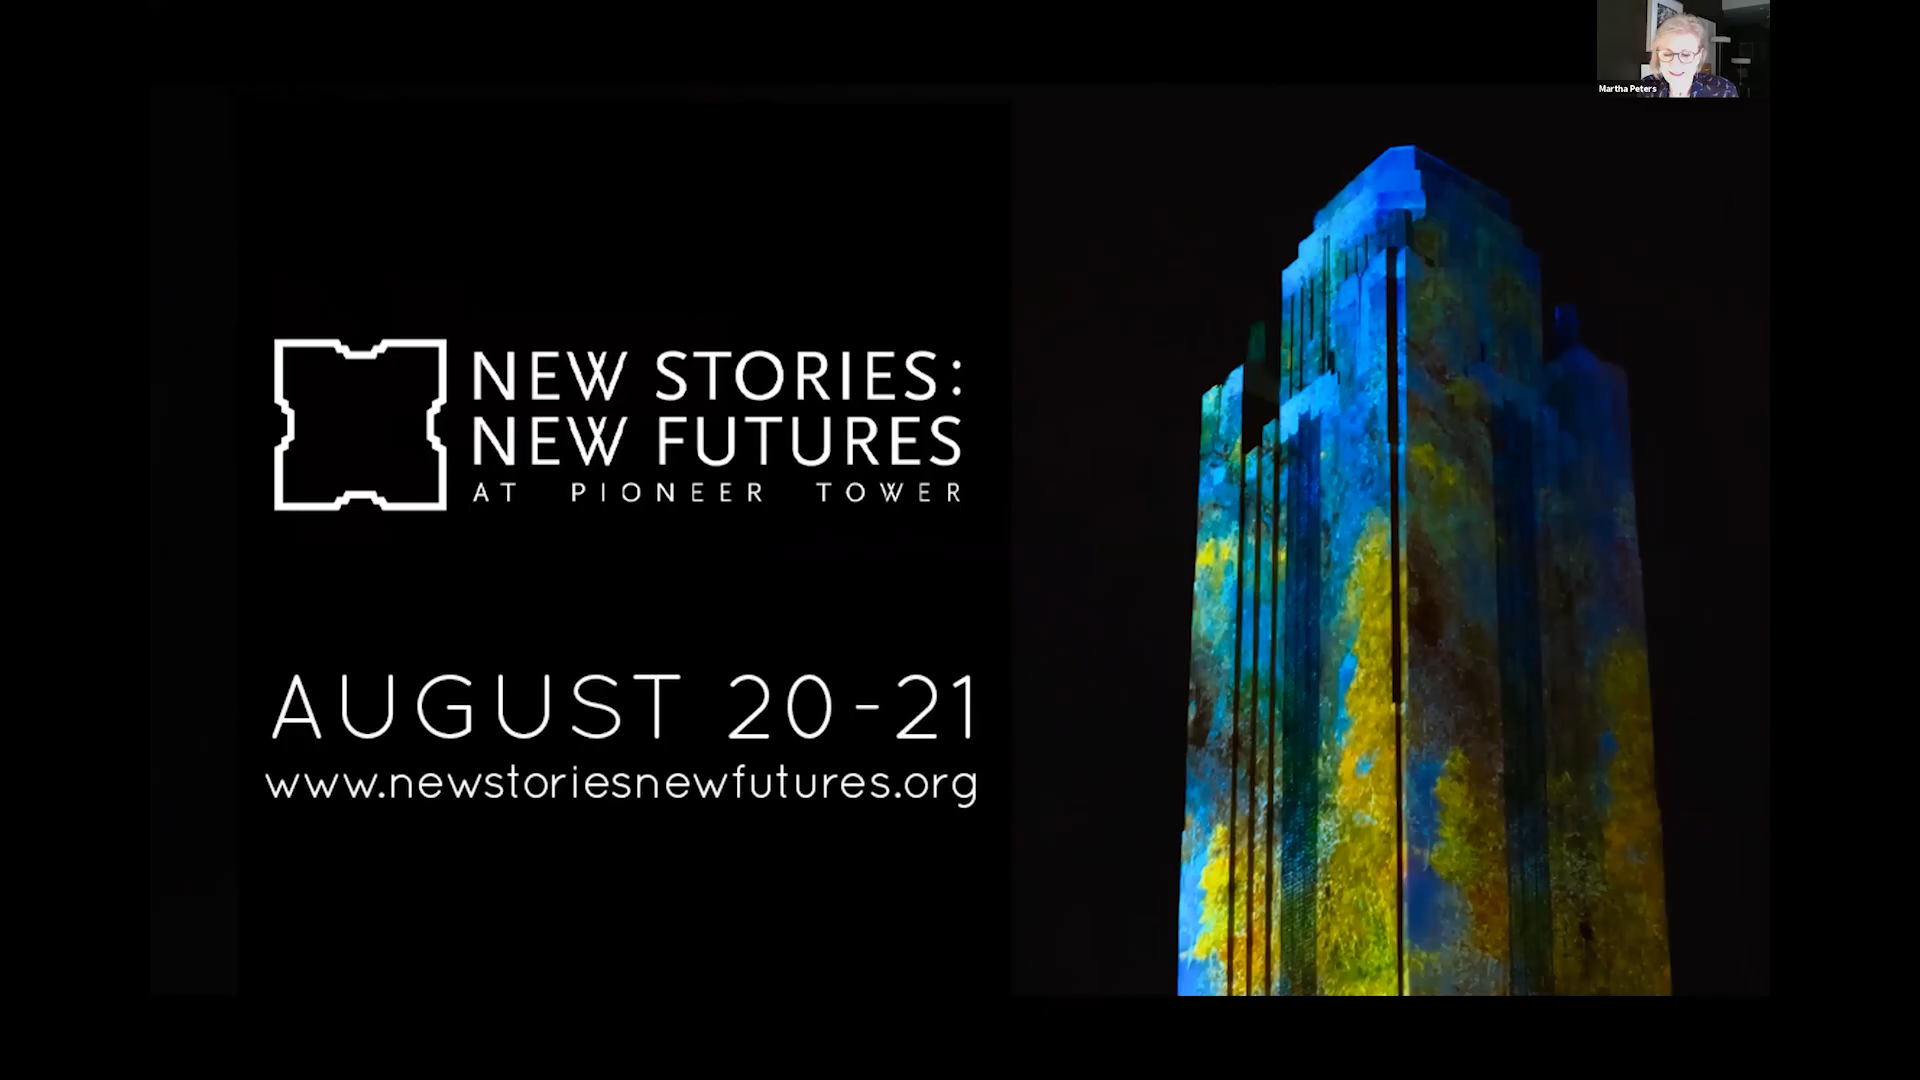 Martha Peters
NEW STORIES:
NEW FUTURES
AT PIONEER TOWER
AUGUST 20-21
www.newstoriesnewfutures.org